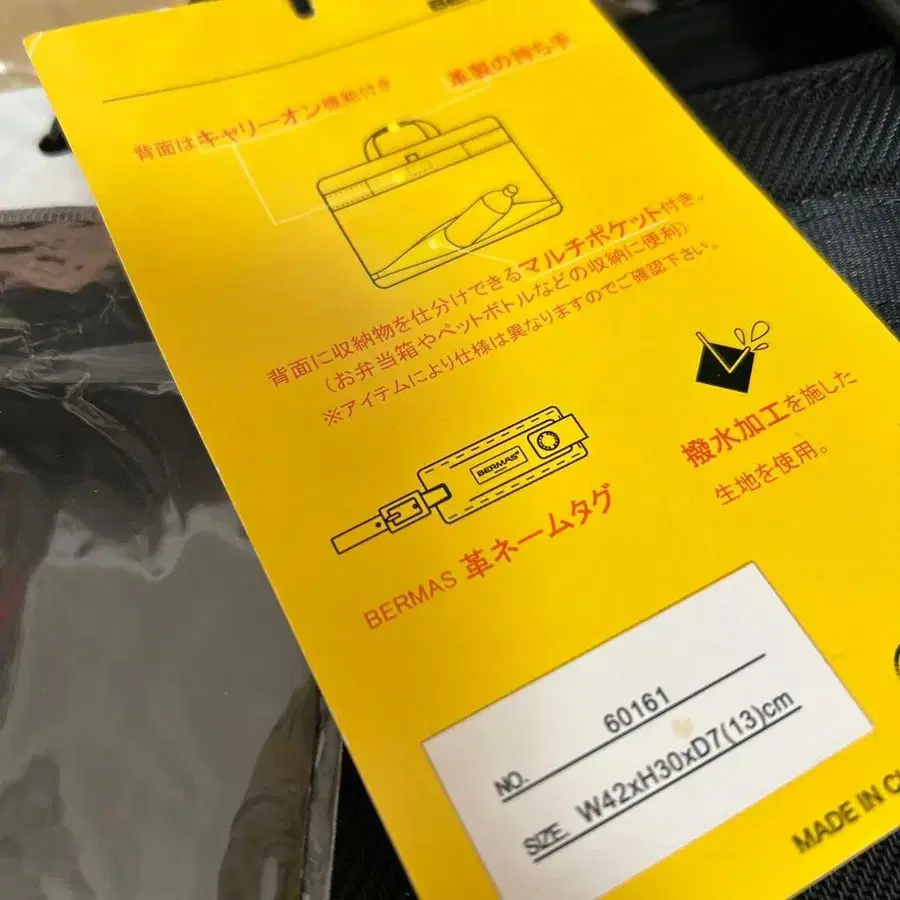 革製の持ち手
背面はキャリーオン機能付き
背面に収納物を仕分けできるマルチポケット付き。
(お弁当箱やペットボトルなどの収納に便利)
※アイテムにより仕様は異なりますのでご確認下さい。
撥水加工を施した
生地を使用。
BERMAS
BERMAS 革ネームタグ
NO. 60161
SIZE W42xH30xD7(13)cm
MADE IN